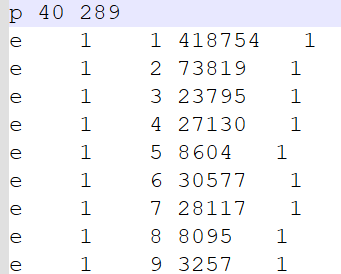 p 40 289
e 1 1 418754 1
e 1 2 73819 1
e 1 3 23795 1
e 1 4 27130 1
e 1 5 8604 1
e 1 6 30577 1
e 1 7 28117 1
e 1 8 8095 1
e 1 9 3257 1